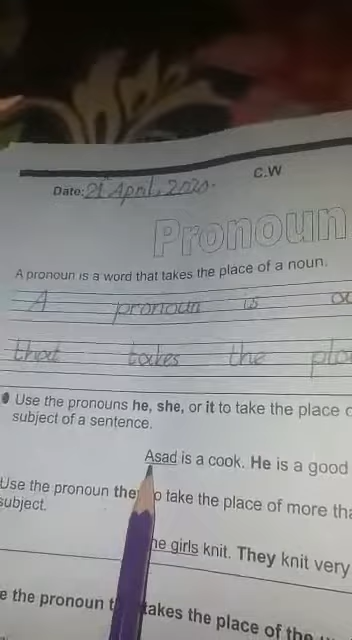 C.W
Date: 21 April, 2020.
Pronoun
A pronoun is a word that takes the place of a noun.
A pronoun is
that takes the
Use the pronouns he, she, or it to take the place
subject of a sentence.
Asad is a cook. He is a good
Use the pronoun to take the place of more
subject.
girls knit. They knit very
the pronoun takes the place of the